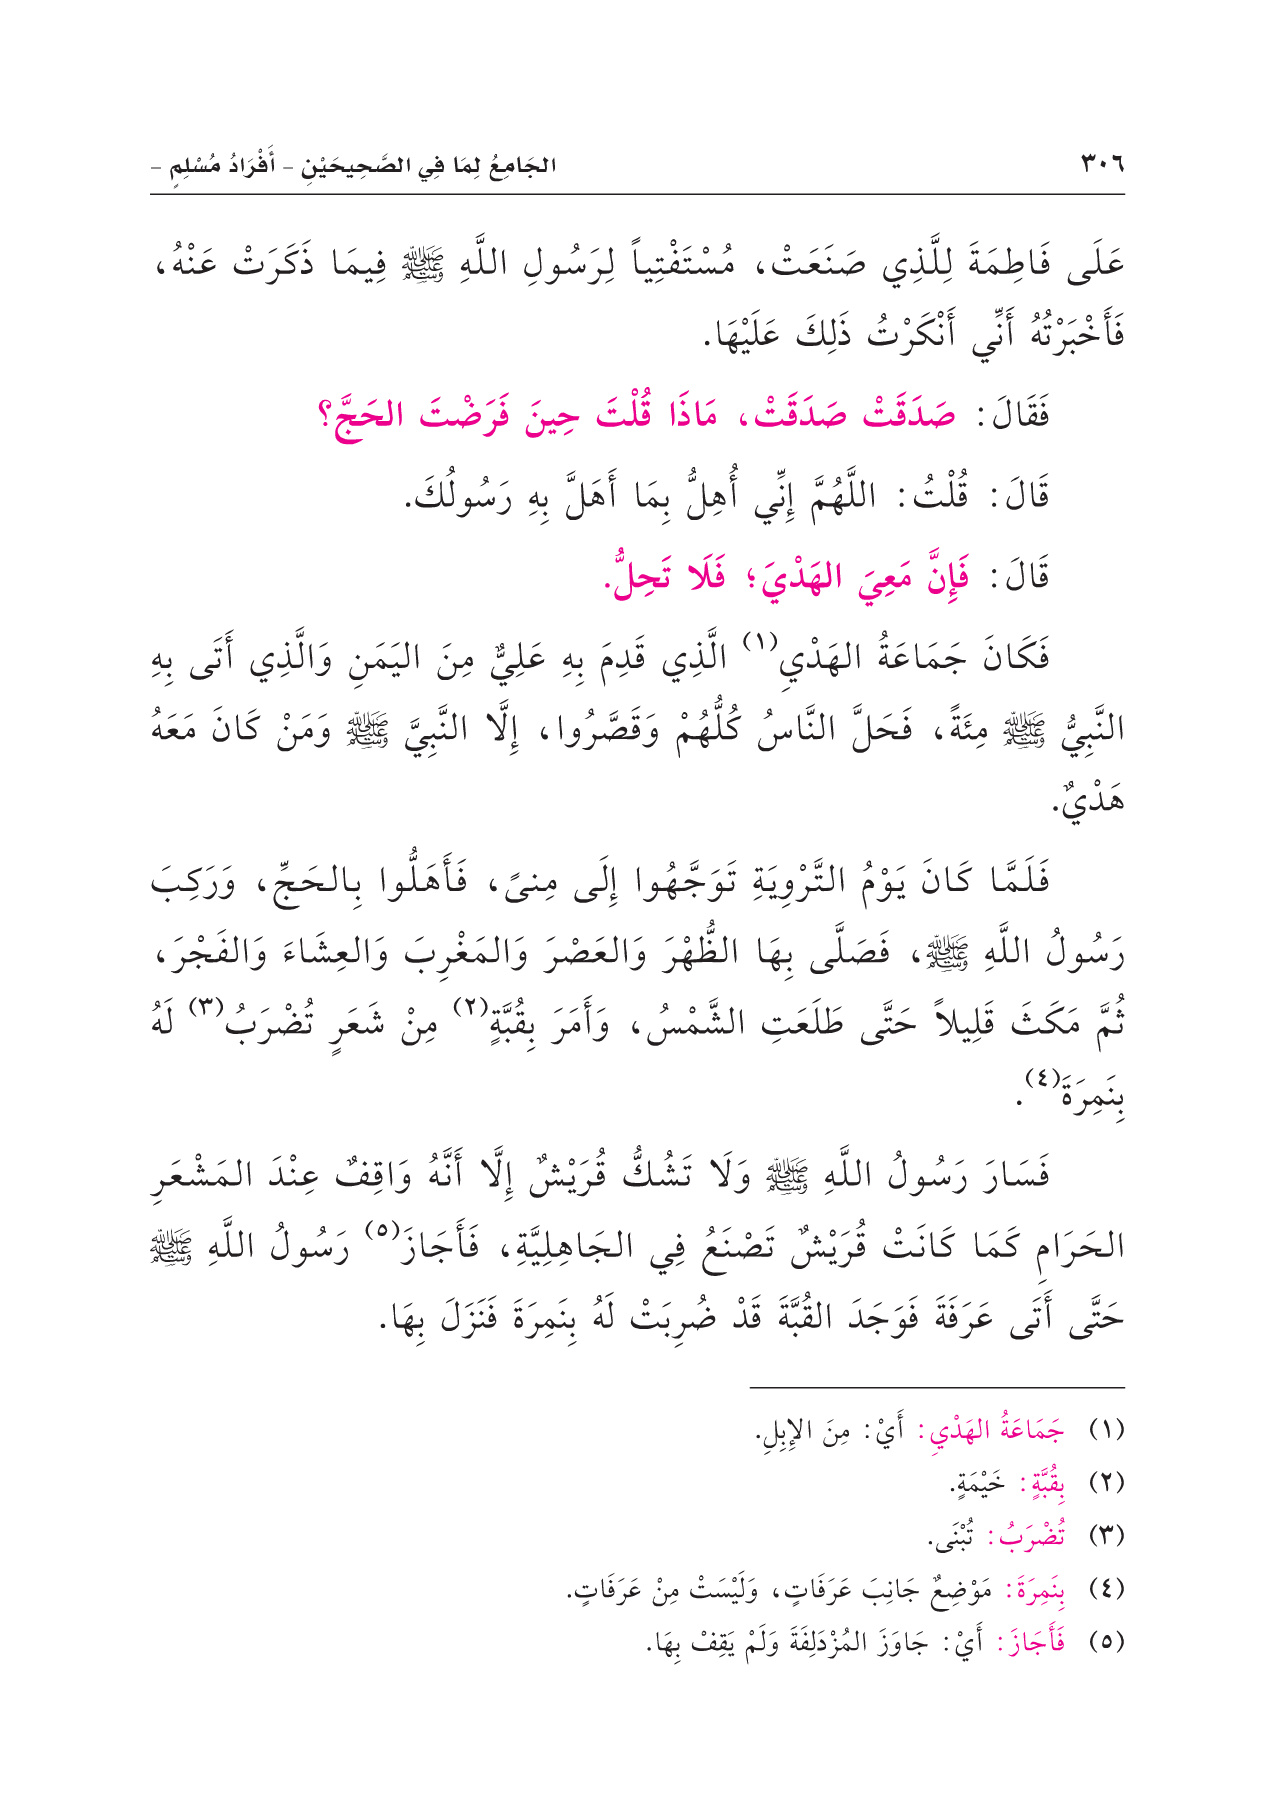 ٣٠٦ الجَامِعُ لِمَا فِي الصَّحِيحَيْنِ - أَفْرَادُ مُسْلِمٍ -
عَلَى فَاطِمَةَ لِلَّذِي صَنَعَتْ، مُسْتَفْتِياً لِرَسُولِ اللَّهِ ﷺ فِيمَا ذَكَرَتْ عَنْهُ،
فَأَخْبَرْتُهُ أَنِّي أَنْكَرْتُ ذَلِكَ عَلَيْهَا.
فَقَالَ: صَدَقَتْ صَدَقَتْ، مَاذَا قُلْتَ حِينَ فَرَضْتَ الحَجَّ؟
قَالَ: قُلْتُ: اللَّهُمَّ إِنِّي أُهِلُّ بِمَا أَهَلَّ بِهِ رَسُولُكَ.
قَالَ: فَإِنَّ مَعِيَ الهَدْيَ؛ فَلَا تَحِلُّ.
فَكَانَ جَمَاعَةُ الهَدْيِ(١) الَّذِي قَدِمَ بِهِ عَلِيٌّ مِنَ اليَمَنِ وَالَّذِي أَتَى بِهِ
النَّبِيُّ ﷺ مِئَةً، فَحَلَّ النَّاسُ كُلُّهُمْ وَقَصَّرُوا، إِلَّا النَّبِيَّ ﷺ وَمَنْ كَانَ مَعَهُ
هَدْيٌ.
فَلَمَّا كَانَ يَوْمُ التَّرْوِيَةِ تَوَجَّهُوا إِلَى مِنىً، فَأَهَلُّوا بِالحَجِّ، وَرَكِبَ
رَسُولُ اللَّهِ ﷺ، فَصَلَّى بِهَا الظُّهْرَ وَالعَصْرَ وَالمَغْرِبَ وَالعِشَاءَ وَالفَجْرَ،
ثُمَّ مَكَثَ قَلِيلاً حَتَّى طَلَعَتِ الشَّمْسُ، وَأَمَرَ بِقُبَّةٍ(٢) مِنْ شَعَرٍ تُضْرَبُ(٣) لَهُ
بِنَمِرَةَ(٤).
فَسَارَ رَسُولُ اللَّهِ ﷺ وَلَا تَشُكُّ قُرَيْشٌ إِلَّا أَنَّهُ وَاقِفٌ عِنْدَ المَشْعَرِ
الحَرَامِ كَمَا كَانَتْ قُرَيْشٌ تَصْنَعُ فِي الجَاهِلِيَّةِ، فَأَجَازَ(٥) رَسُولُ اللَّهِ ﷺ
حَتَّى أَتَى عَرَفَةَ فَوَجَدَ القُبَّةَ قَدْ ضُرِبَتْ لَهُ بِنَمِرَةَ فَنَزَلَ بِهَا.
(١) جَمَاعَةُ الهَدْيِ: أَيْ: مِنَ الإِبِلِ.
(٢) بِقُبَّةٍ: خَيْمَةٍ.
(٣) تُضْرَبُ: تُبْنَى.
(٤) بِنَمِرَةَ: مَوْضِعٌ جَانِبَ عَرَفَاتٍ، وَلَيْسَتْ مِنْ عَرَفَاتٍ.
(٥) فَأَجَازَ: أَيْ: جَاوَزَ المُزْدَلِفَةَ وَلَمْ يَقِفْ بِهَا.